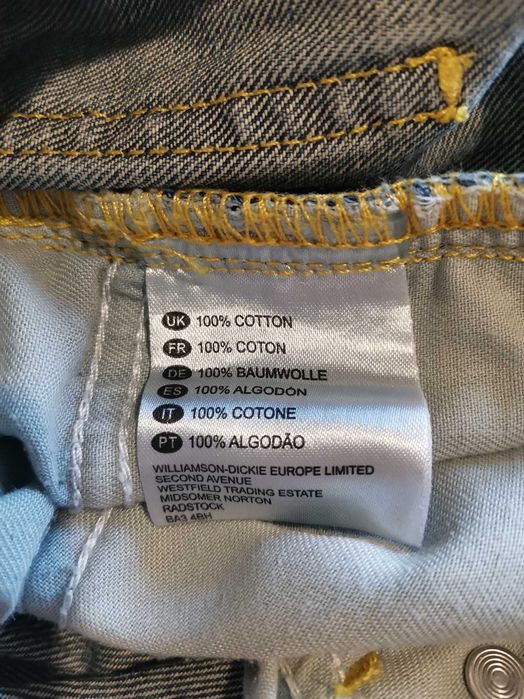 UK 100% COTTON
FR 100% COTON
DE 100% BAUMWOLLE
ES 100% ALGODÓN
IT 100% COTONE
PT 100% ALGODÃO
WILLIAMSON-DICKIE EUROPE LIMITED
SECOND AVENUE
WESTFIELD TRADING ESTATE
MIDSOMER NORTON
RADSTOCK
BA3 4BH